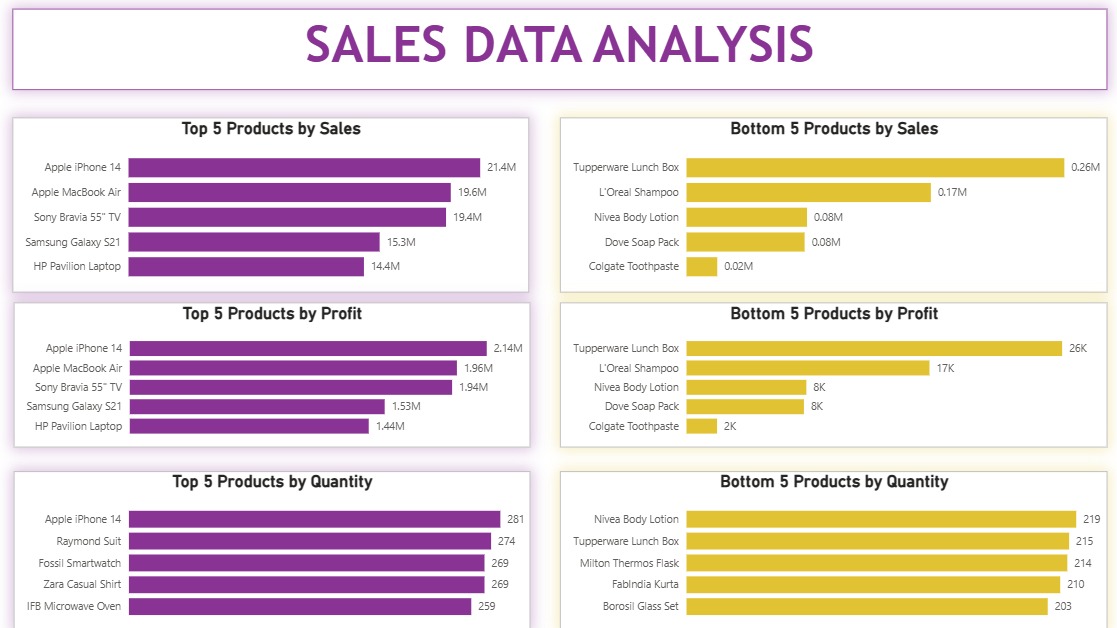 SALES DATA ANALYSIS
Top 5 Products by Sales
Apple iPhone 14 21.4M
Apple MacBook Air 19.6M
Sony Bravia 55" TV 19.4M
Samsung Galaxy S21 15.3M
HP Pavilion Laptop 14.4M
Bottom 5 Products by Sales
Tupperware Lunch Box 0.26M
L'Oreal Shampoo 0.17M
Nivea Body Lotion 0.08M
Dove Soap Pack 0.08M
Colgate Toothpaste 0.02M
Top 5 Products by Profit
Apple iPhone 14 2.14M
Apple MacBook Air 1.96M
Sony Bravia 55" TV 1.94M
Samsung Galaxy S21 1.53M
HP Pavilion Laptop 1.44M
Bottom 5 Products by Profit
Tupperware Lunch Box 26K
L'Oreal Shampoo 17K
Nivea Body Lotion 8K
Dove Soap Pack 8K
Colgate Toothpaste 2K
Top 5 Products by Quantity
Apple iPhone 14 281
Raymond Suit 274
Fossil Smartwatch 269
Zara Casual Shirt 269
IFB Microwave Oven 259
Bottom 5 Products by Quantity
Nivea Body Lotion 219
Tupperware Lunch Box 215
Milton Thermos Flask 214
FabIndia Kurta 210
Borosil Glass Set 203